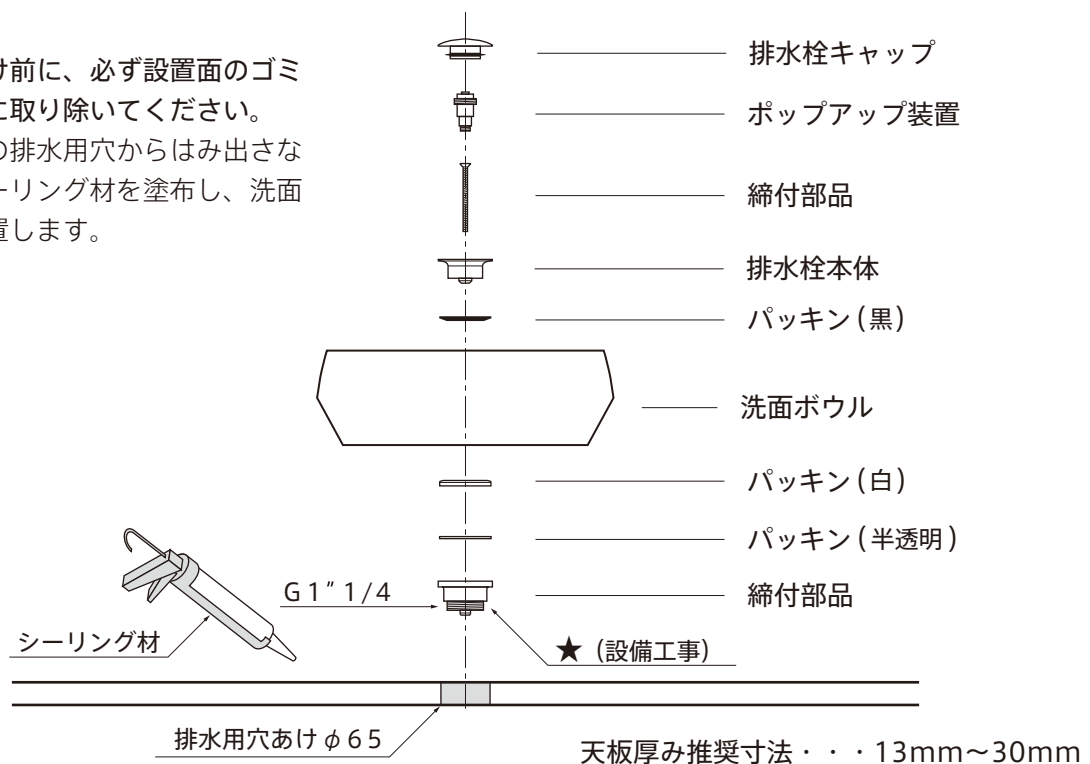 け前に、必ず設置面のゴミ
に取り除いてください。
の排水用穴からはみ出さな
ーリング材を塗布し、洗面
置します。
排水栓キャップ
ポップアップ装置
締付部品
排水栓本体
パッキン(黒)
洗面ボウル
パッキン(白)
パッキン(半透明)
締付部品
G1"1/4
シーリング材
★(設備工事)
排水用穴あけφ65
天板厚み推奨寸法・・・13mm〜30mm